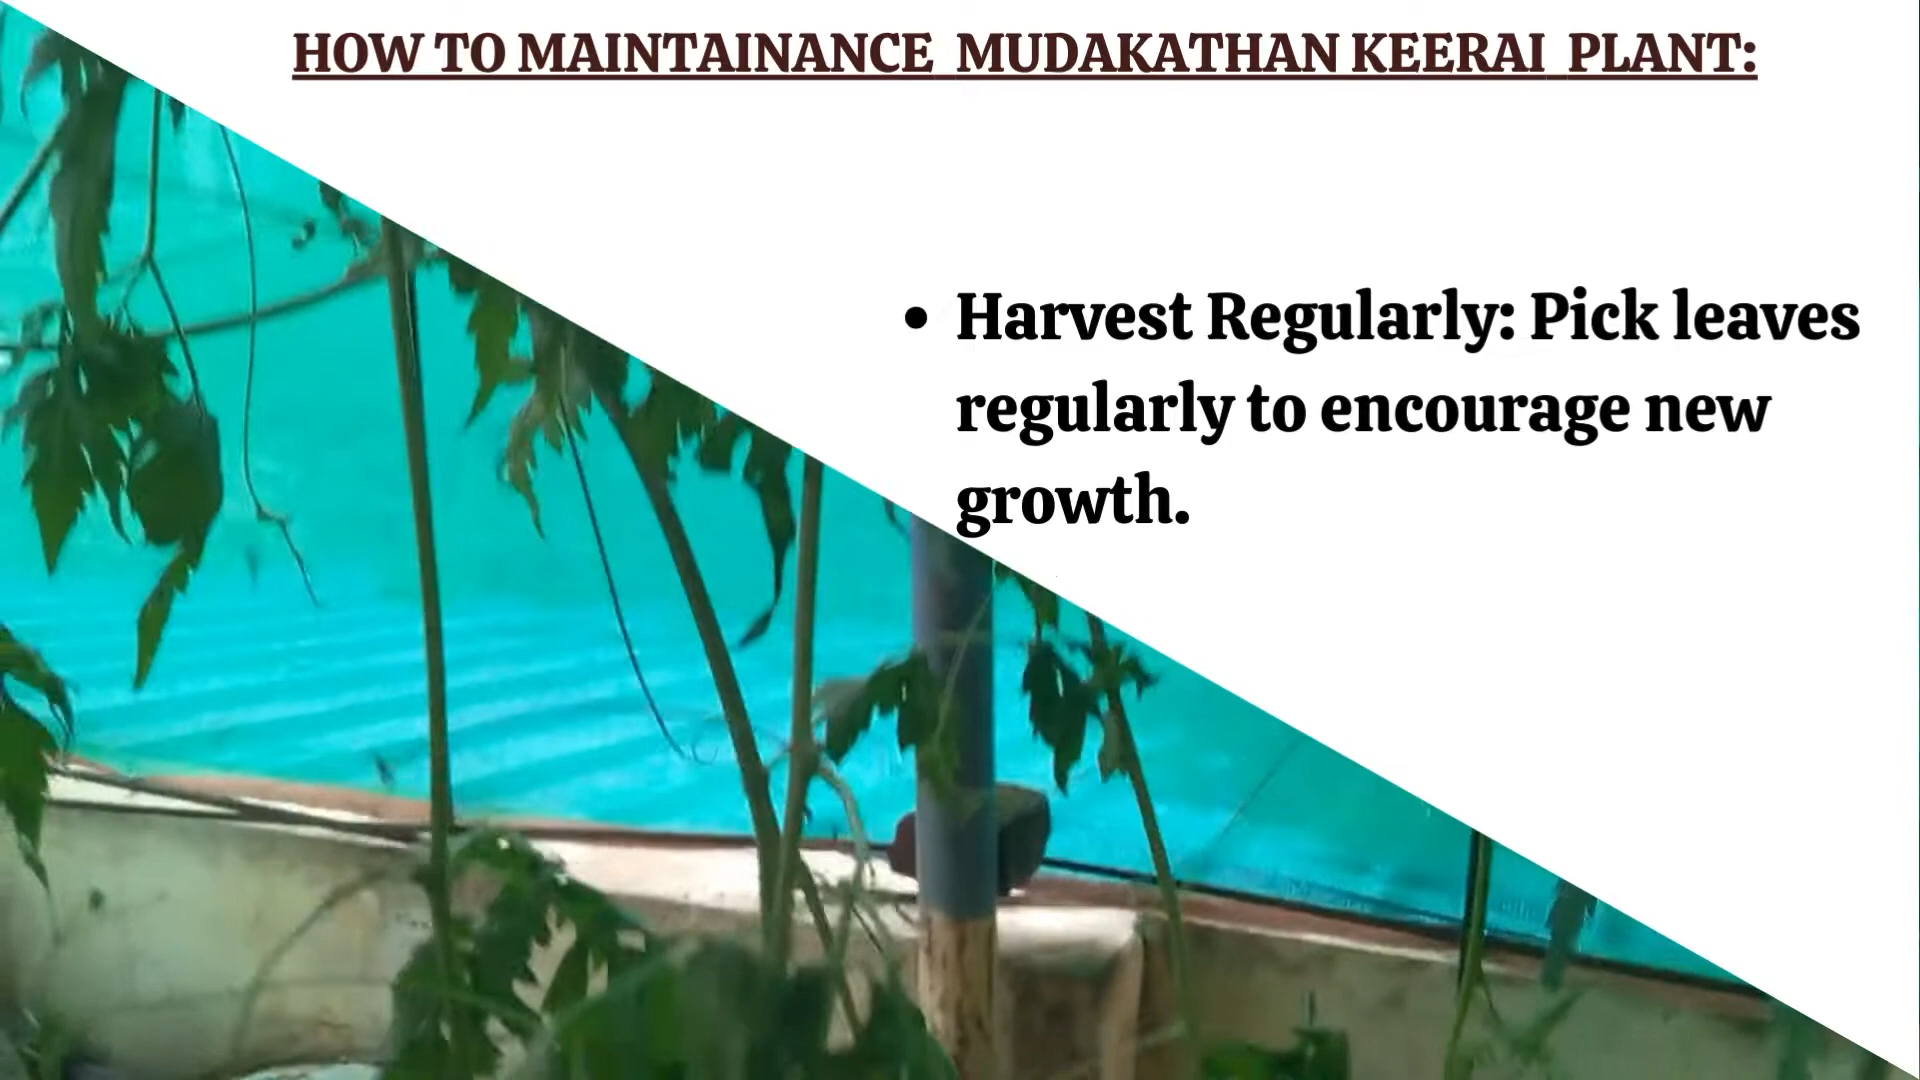 HOW TO MAINTAINANCE MUDAKATHAN KEERAI PLANT:
• Harvest Regularly: Pick leaves
regularly to encourage new
growth.